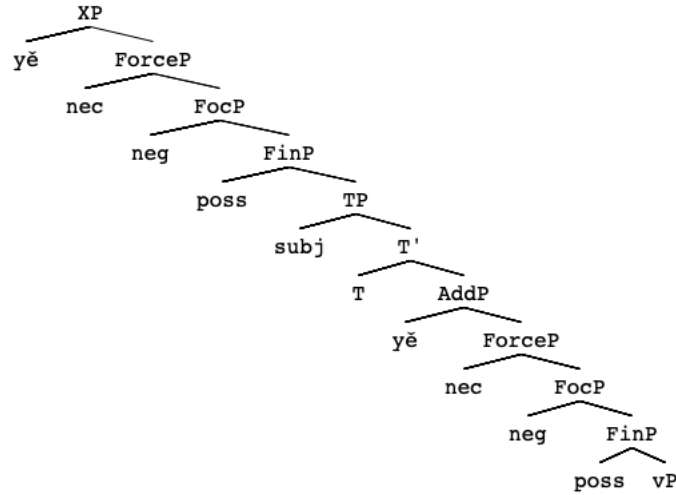 XP
yě ForceP
nec FocP
neg FinP
poss TP
subj T'
T AddP
yě ForceP
nec FocP
neg FinP
poss vP